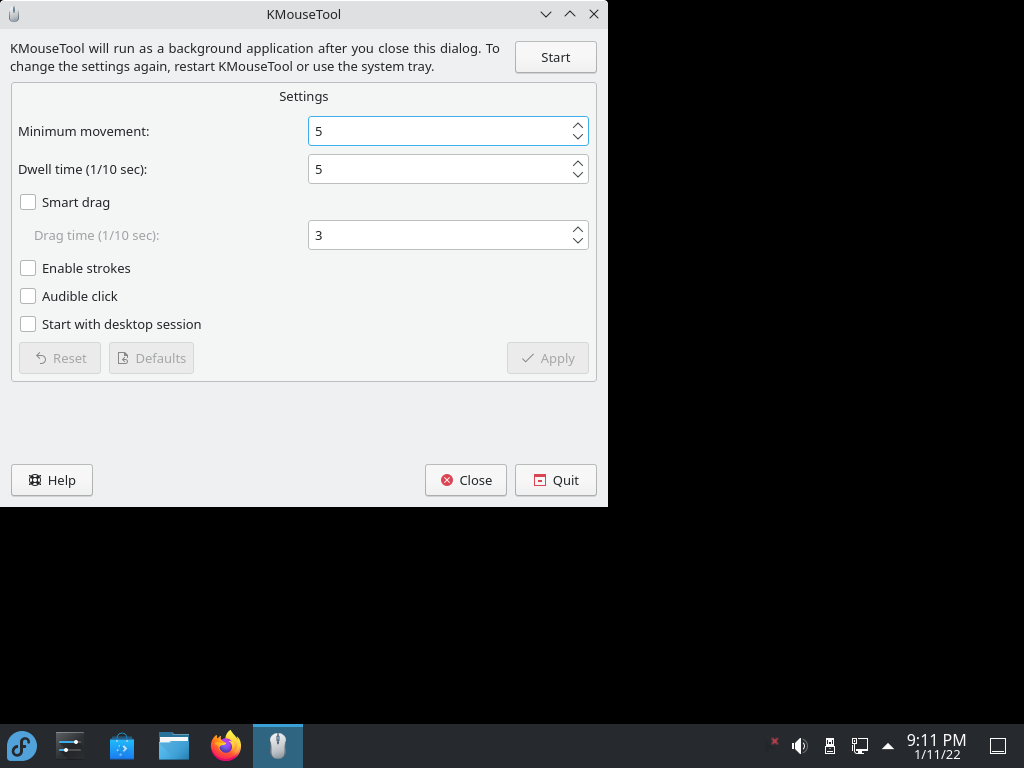 KMouseTool
KMouseTool will run as a background application after you close this dialog. To
change the settings again, restart KMouseTool or use the system tray.
Start
Settings
Minimum movement:
5
Dwell time (1/10 sec):
5
Smart drag
Drag time (1/10 sec):
3
Enable strokes
Audible click
Start with desktop session
Reset
Defaults
Apply
Help
Close
Quit
9:11 PM
1/11/22